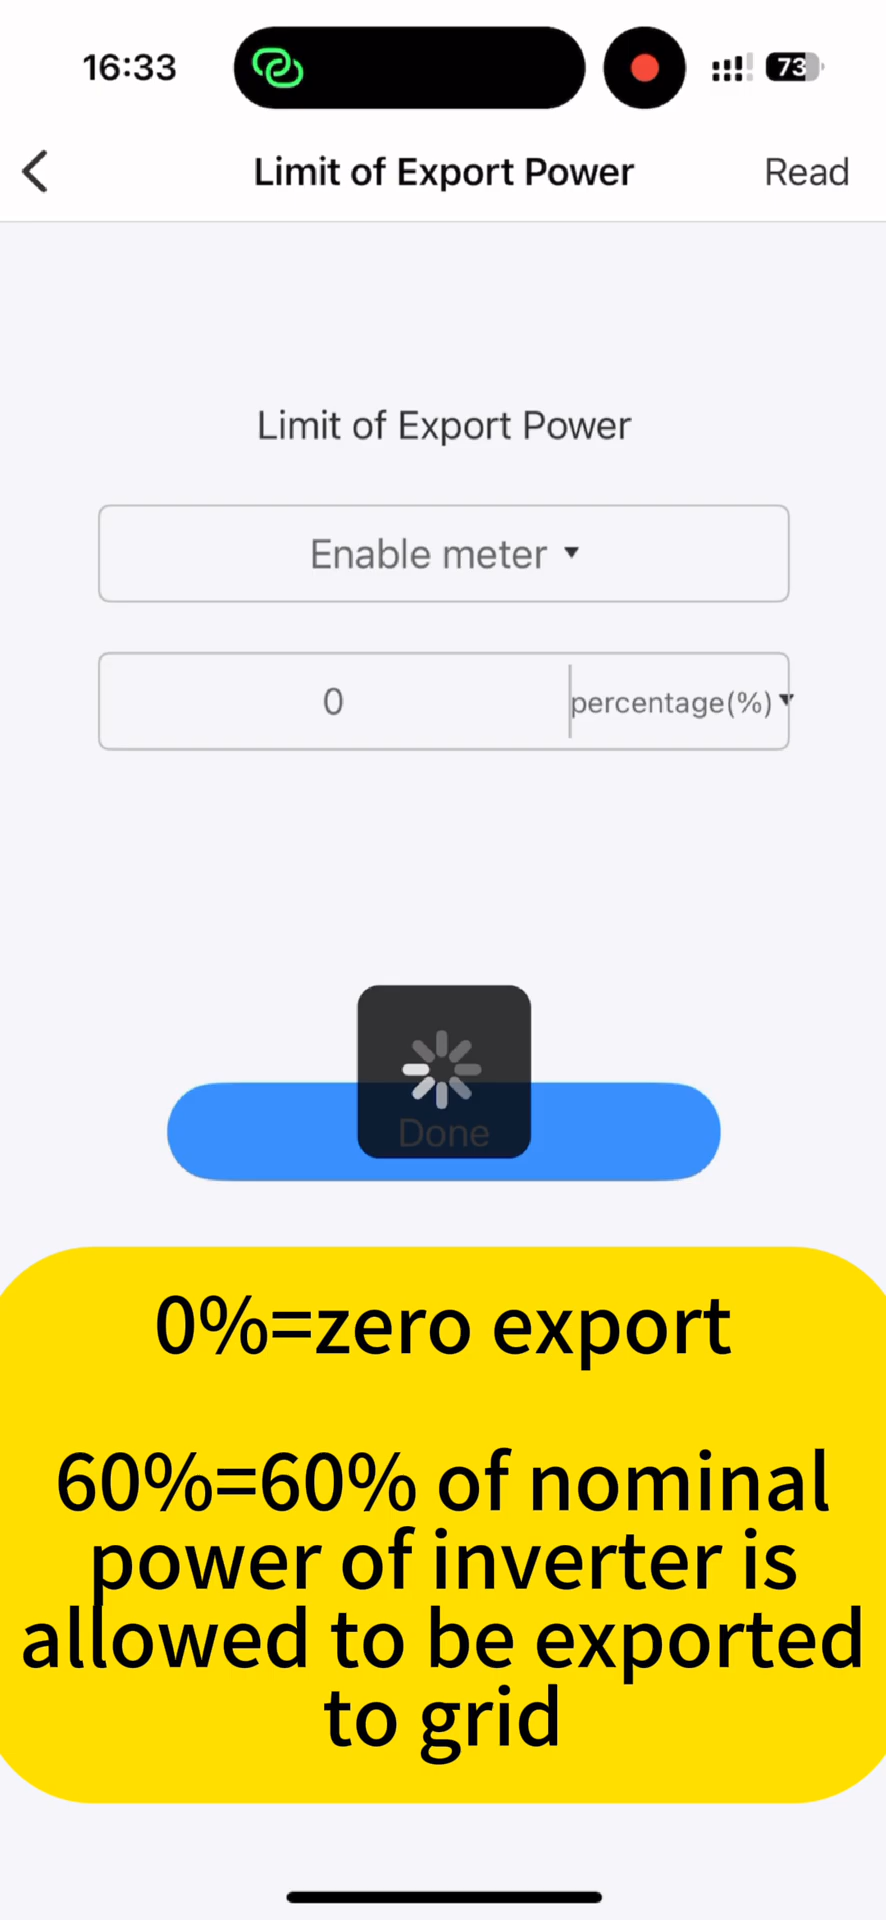 16:33
73
Limit of Export Power
Read
Limit of Export Power
Enable meter
0
percentage(%)
Done
0%=zero export
60%=60% of nominal
power of inverter is
allowed to be exported
to grid